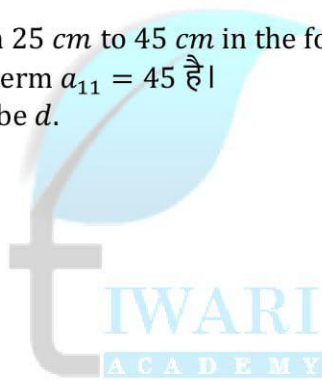 25 cm to 45 cm in the fo
erm a₁₁ = 45 है।
be d.
IWARI
ACADEMY